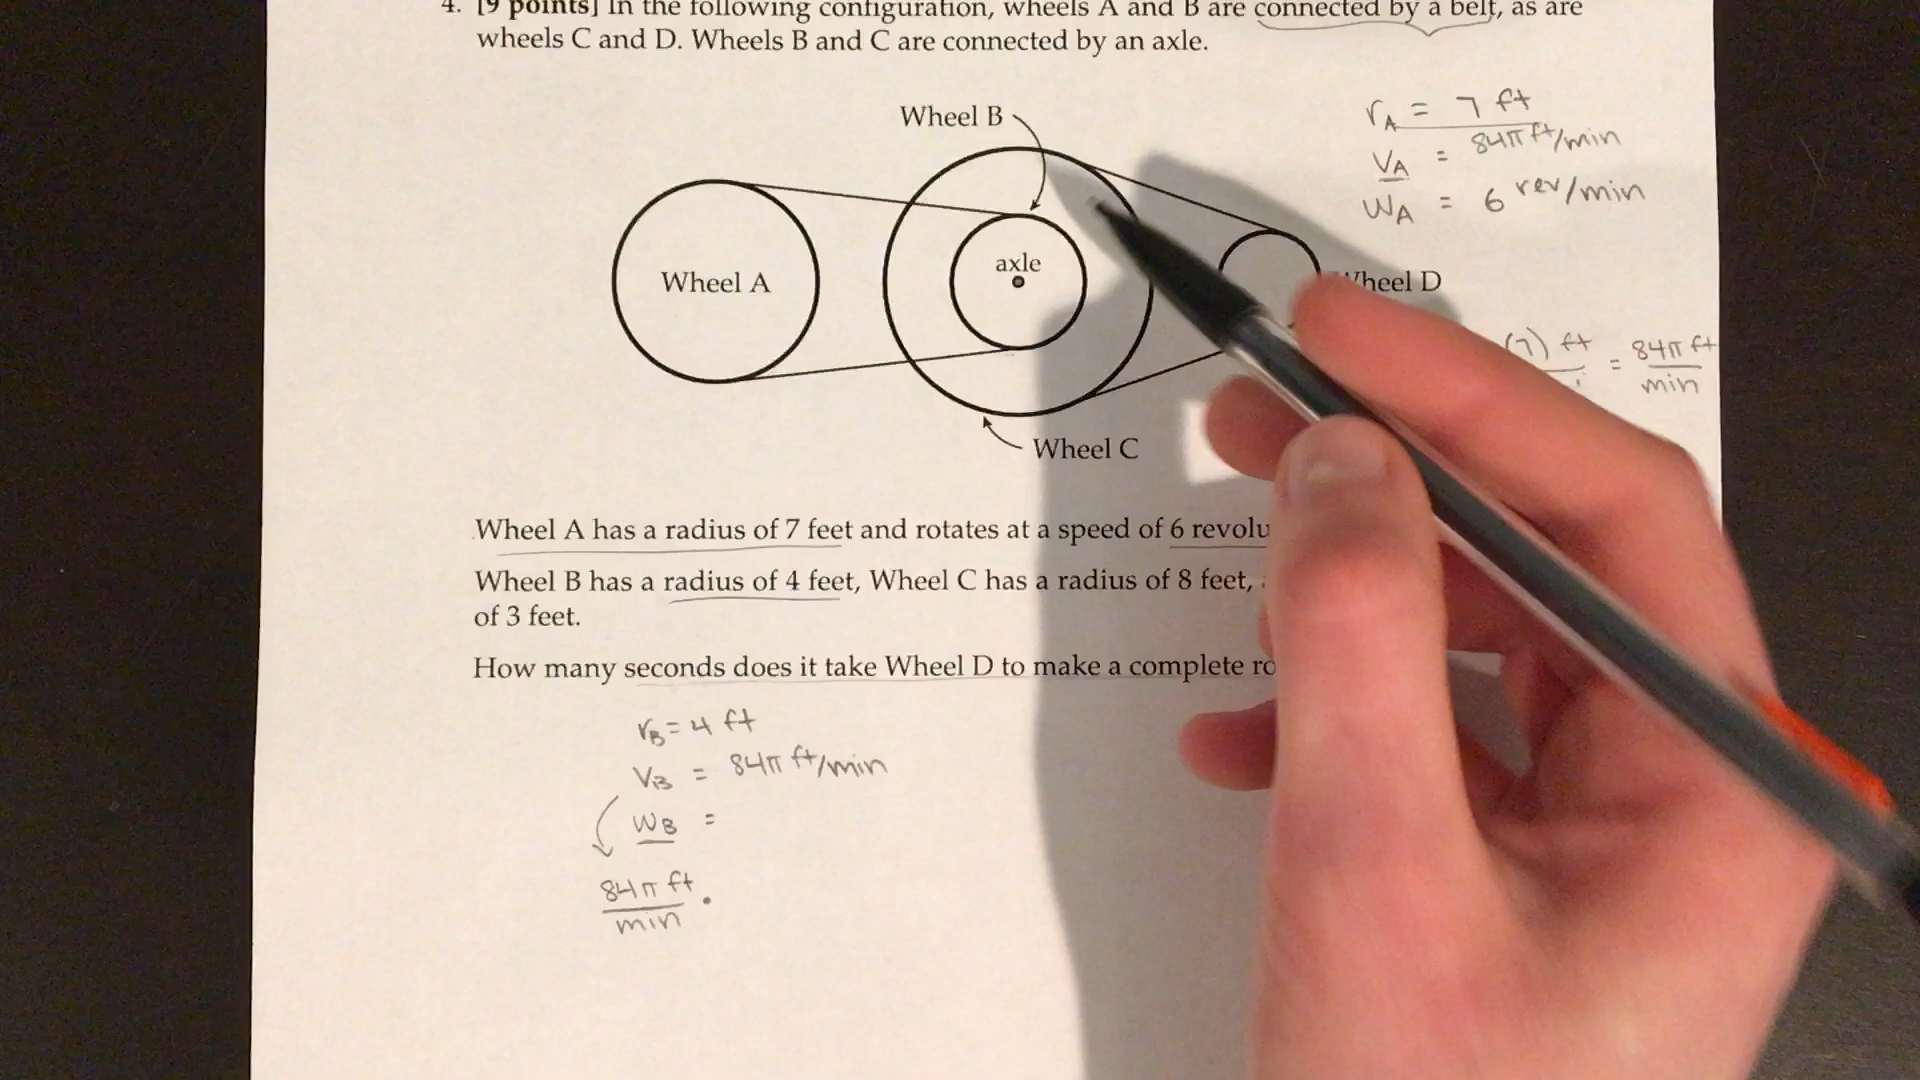 4. [9 points] In the following configuration, wheels A and B are connected by a belt, as are
wheels C and D. Wheels B and C are connected by an axle.
Wheel B
Wheel A
axle
Wheel D
Wheel C
r_A = 7 ft
V_A = 84π ft/min
W_A = 6 rev/min
(7) ft = 84π ft
min
Wheel A has a radius of 7 feet and rotates at a speed of 6 revolu
Wheel B has a radius of 4 feet, Wheel C has a radius of 8 feet,
of 3 feet.
How many seconds does it take Wheel D to make a complete ro
r_B = 4 ft
V_B = 84π ft/min
W_B =
84π ft ·
min